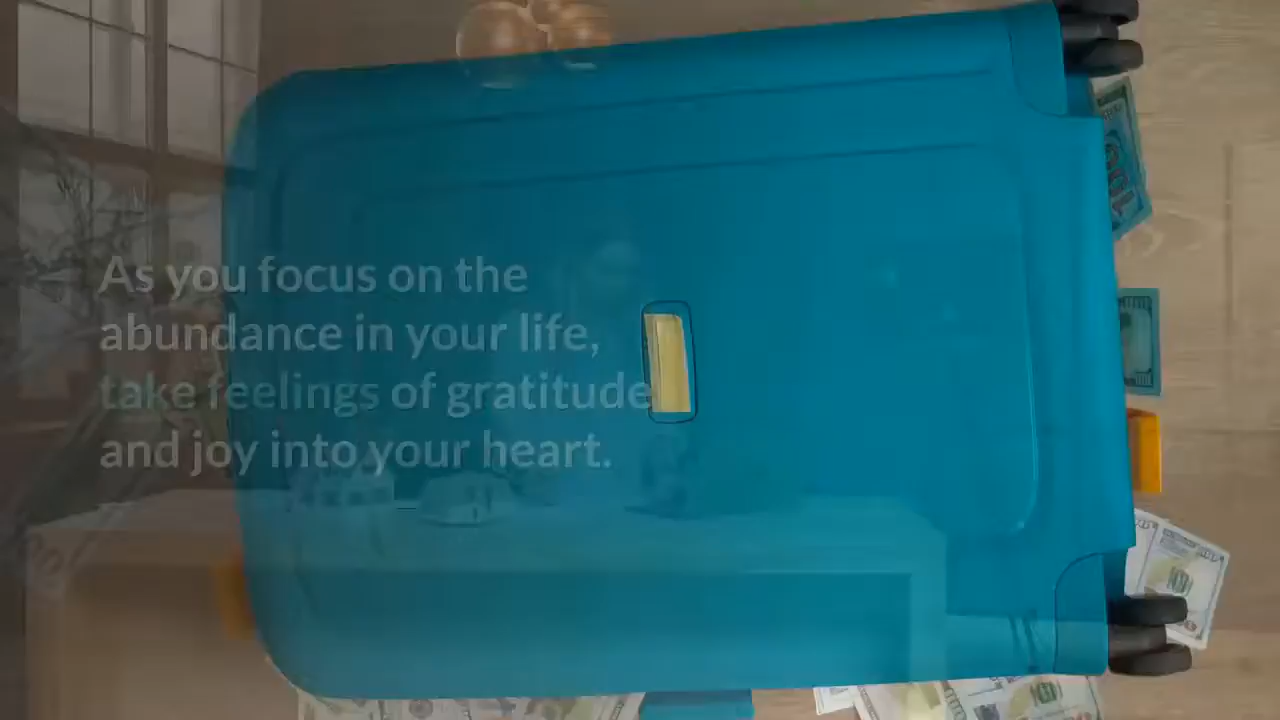 As you focus on the
abundance in your life,
take feelings of gratitude
and joy into your heart.